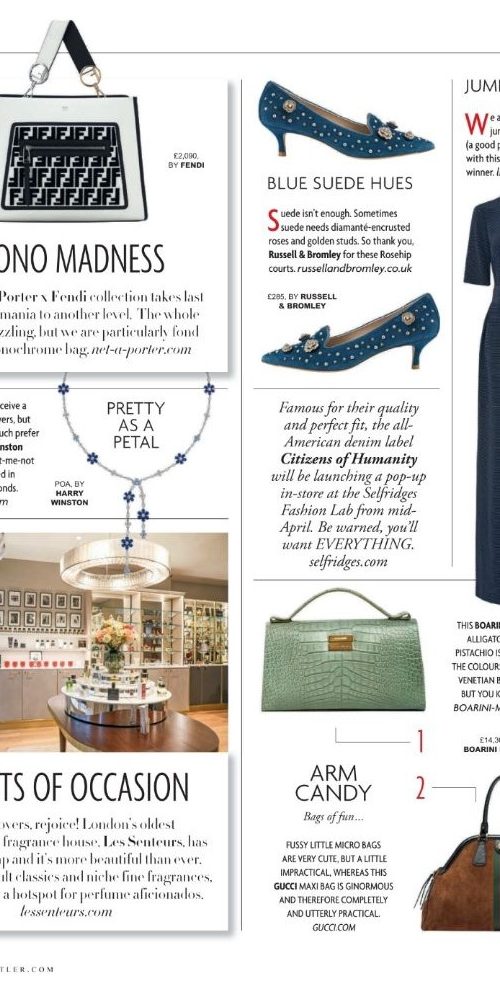 £2,090,
BY FENDI
ONO MADNESS
Porter x Fendi collection takes last
mania to another level. The whole
zzling, but we are particularly fond
nochrome bag. net-a-porter.com
ceive a
vers, but
uch prefer
nston
t-me-not
d in
onds.
m
PRETTY
AS A
PETAL
POA, BY
HARRY
WINSTON
TS OF OCCASION
overs, rejoice! London's oldest
fragrance house, Les Senteurs, has
up and it's more beautiful than ever.
ult classics and niche fine fragrances,
a hotspot for perfume aficionados.
lessenteurs.com
TLER.COM
BLUE SUEDE HUES
Suede isn't enough. Sometimes
suede needs diamanté-encrusted
roses and golden studs. So thank you,
Russell & Bromley for these Rosehip
courts. russellandbromley.co.uk
£285, BY RUSSELL
& BROMLEY
Famous for their quality
and perfect fit, the all-
American denim label
Citizens of Humanity
will be launching a pop-up
in-store at the Selfridges
Fashion Lab from mid-
April. Be warned, you'll
want EVERYTHING.
selfridges.com
1
ARM
CANDY
Bags of fun...
2
FUSSY LITTLE MICRO BAGS
ARE VERY CUTE, BUT A LITTLE
IMPRACTICAL, WHEREAS THIS
GUCCI MAXI BAG IS GINORMOUS
AND THEREFORE COMPLETELY
AND UTTERLY PRACTICAL.
GUCCI.COM
JUM
We a
jum
(a good p
with this
winner. l
THIS BOARIN
ALLIGATO
PISTACHIO IS
THE COLOUR
VENETIAN B
BUT YOU K
BOARINI-M
£14,3
BOARINI